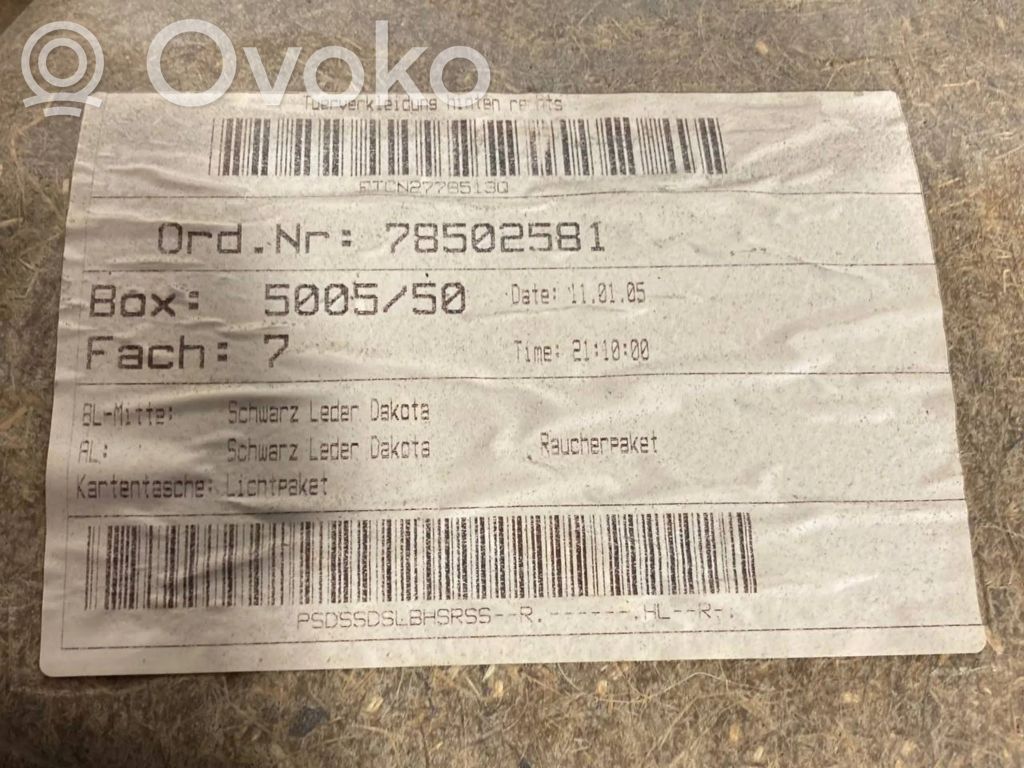 Ovoko
Tuerverkleidung hinten rechts
Ord.Nr: 78502581
Box: 5005/50 Date: 11.01.05
Fach: 7 Time: 21:10:00
BL-Mitte: Schwarz Leder Dakota
AL: Schwarz Leder Dakota Raucherpaket
Kartentasche: Lichtpaket
PSDSSDSLBHSRSS--R.------.HL--R-.